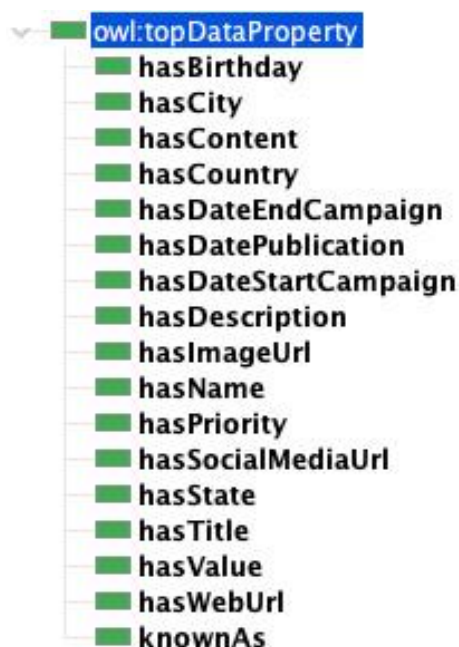 owl:topDataProperty
hasBirthday
hasCity
hasContent
hasCountry
hasDateEndCampaign
hasDatePublication
hasDateStartCampaign
hasDescription
hasImageUrl
hasName
hasPriority
hasSocialMediaUrl
hasState
hasTitle
hasValue
hasWebUrl
knownAs